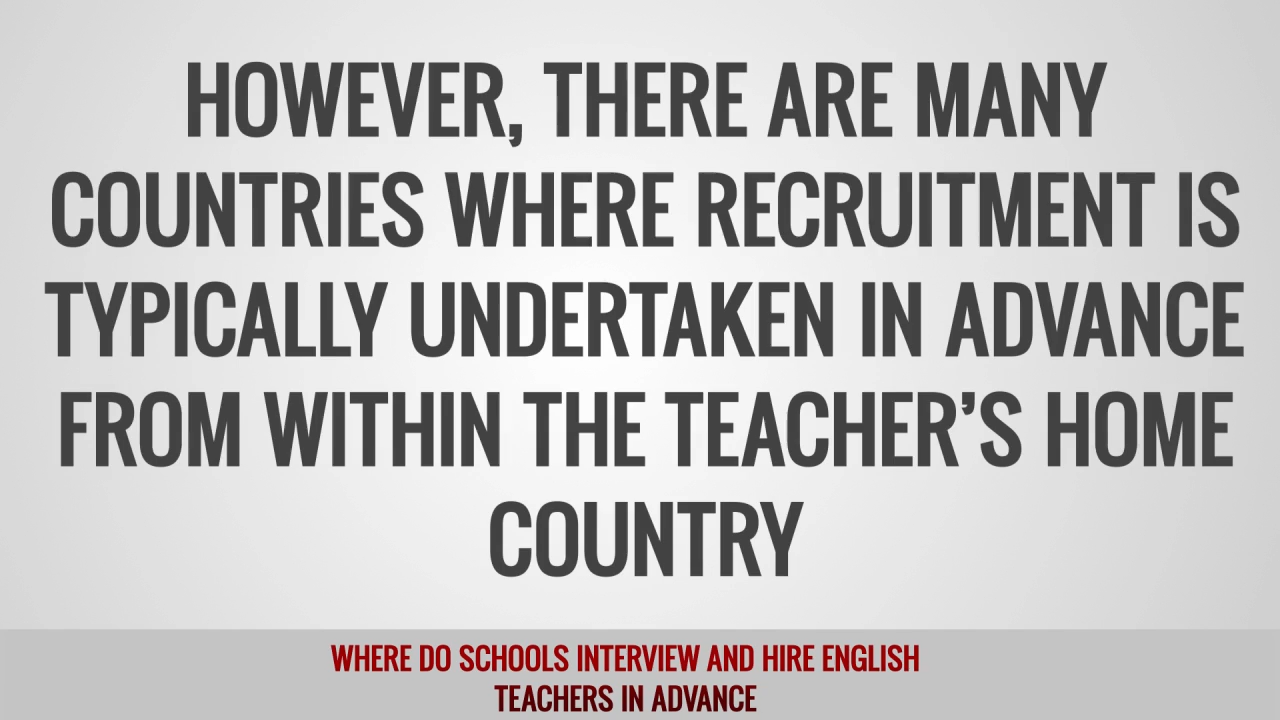 HOWEVER, THERE ARE MANY
COUNTRIES WHERE RECRUITMENT IS
TYPICALLY UNDERTAKEN IN ADVANCE
FROM WITHIN THE TEACHER’S HOME
COUNTRY
WHERE DO SCHOOLS INTERVIEW AND HIRE ENGLISH
TEACHERS IN ADVANCE